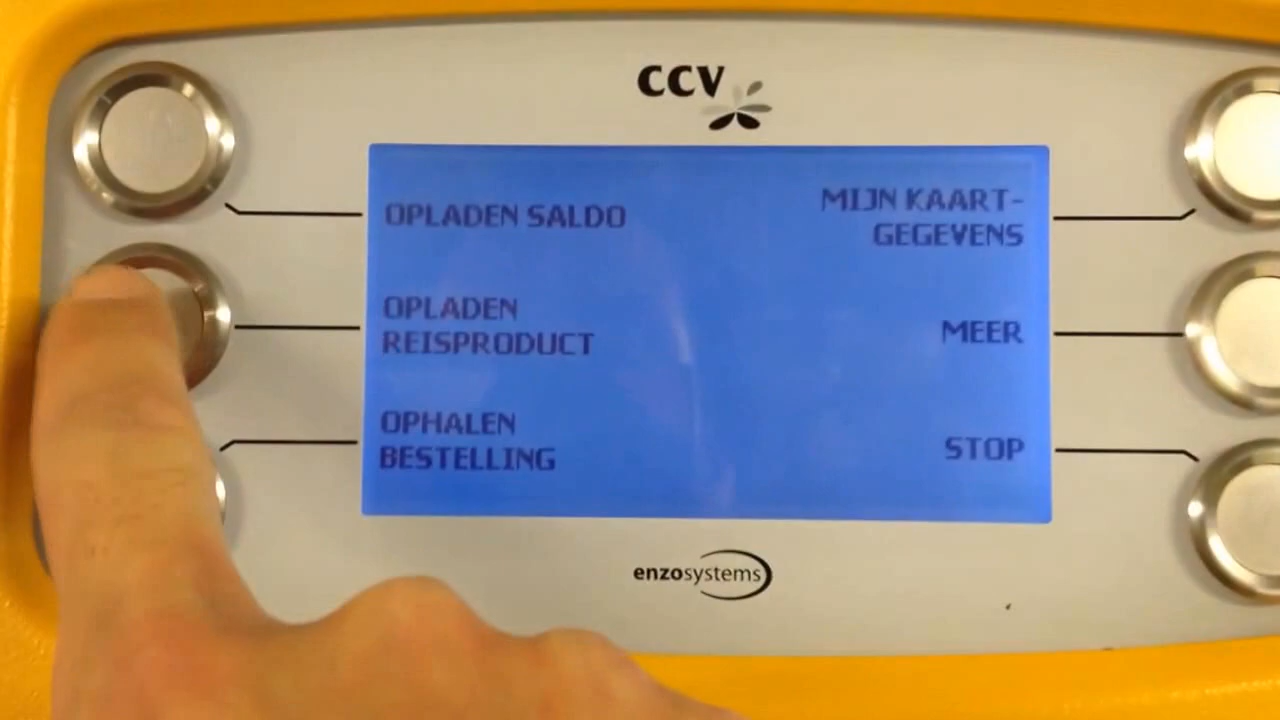 CCV
OPLADEN SALDO
OPLADEN
REISPRODUCT
OPHALEN
BESTELLING
MIJN KAART-
GEGEVENS
MEER
STOP
enzosystems